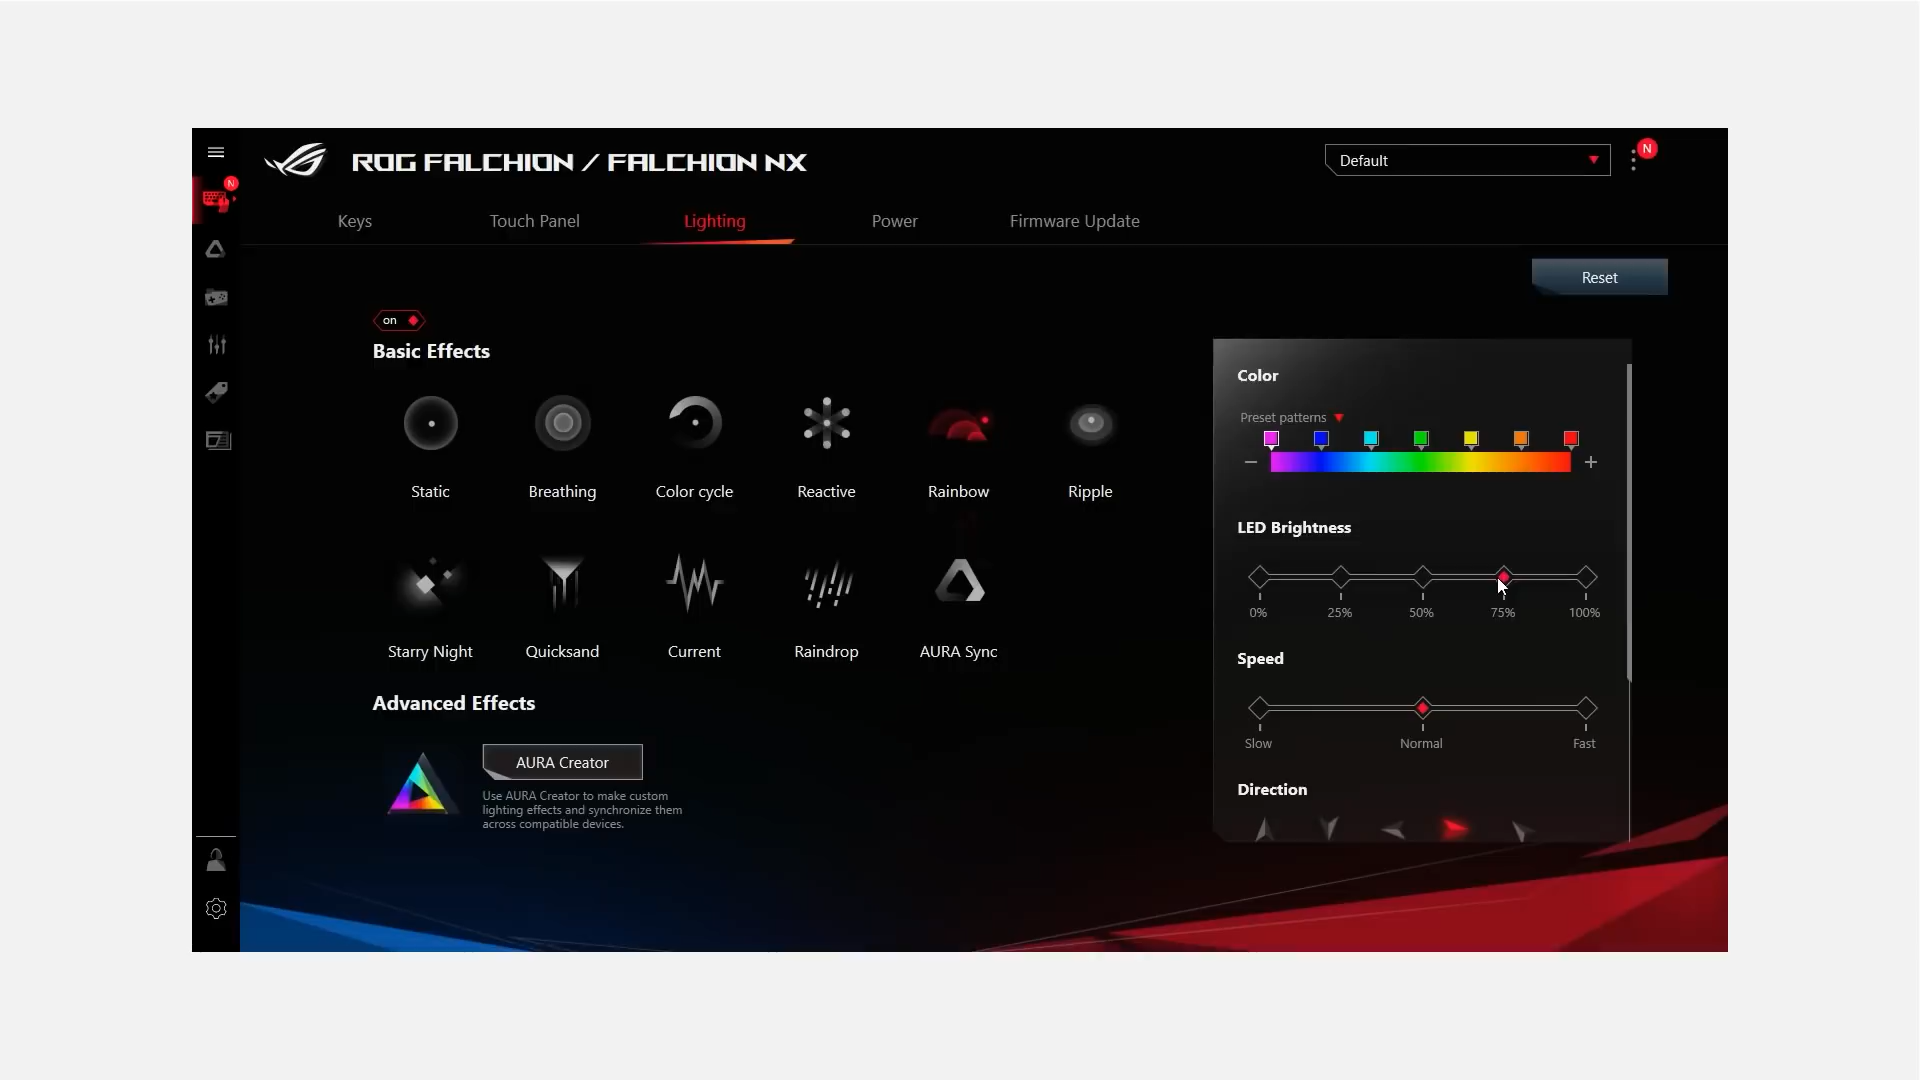 ROG FALCHION / FALCHION NX
Default
N
N
Keys
Touch Panel
Lighting
Power
Firmware Update
Reset
on
Basic Effects
Static
Breathing
Color cycle
Reactive
Rainbow
Ripple
Starry Night
Quicksand
Current
Raindrop
AURA Sync
Advanced Effects
AURA Creator
Use AURA Creator to make custom
lighting effects and synchronize them
across compatible devices.
Color
Preset patterns
LED Brightness
0%
25%
50%
75%
100%
Speed
Slow
Normal
Fast
Direction